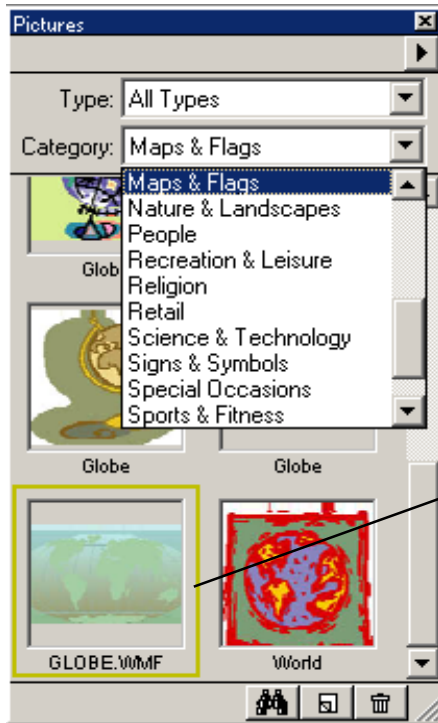 Pictures
Type: All Types
Category: Maps & Flags
Maps & Flags
Nature & Landscapes
People
Recreation & Leisure
Religion
Retail
Science & Technology
Signs & Symbols
Special Occasions
Sports & Fitness
Glob
Globe Globe
GLOBE.WMF World